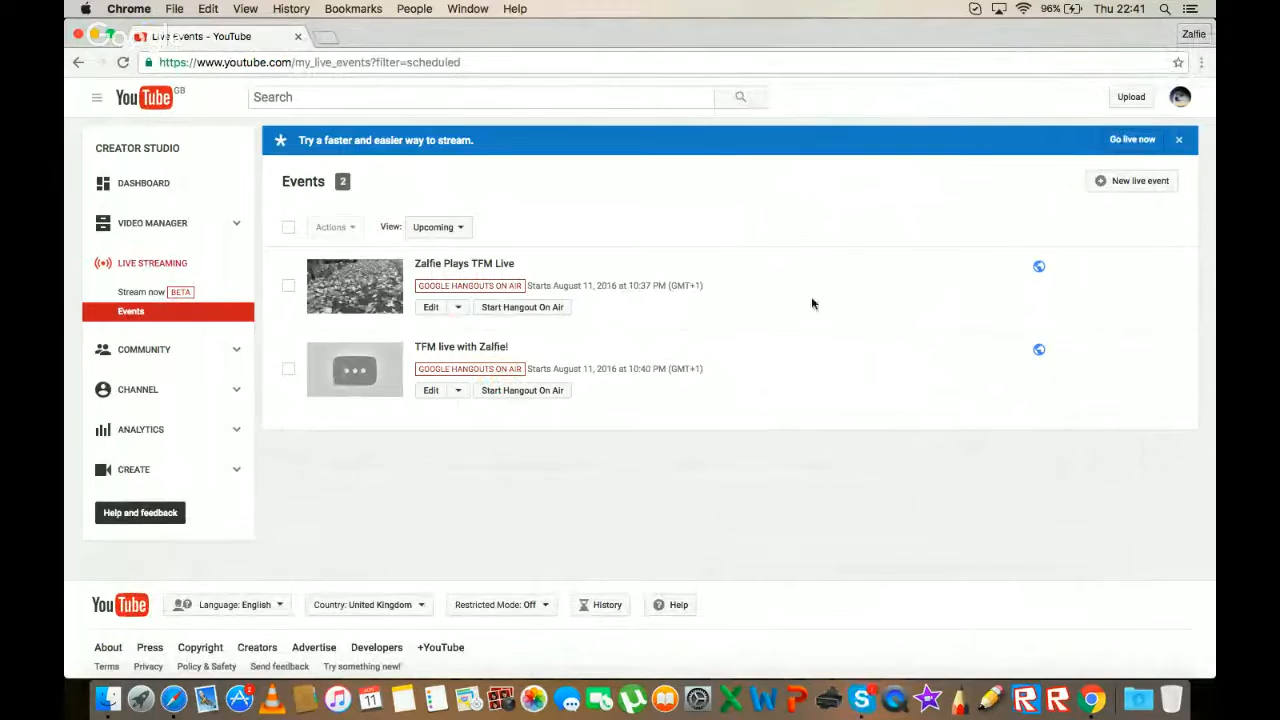 Chrome File Edit View History Bookmarks People Window Help 96% Thu 22:41
Google
Live Events - YouTube Zalfie
https://www.youtube.com/my_live_events?filter=scheduled
YouTube GB Search Upload
CREATOR STUDIO
DASHBOARD
VIDEO MANAGER
LIVE STREAMING
Stream now BETA
Events
COMMUNITY
CHANNEL
ANALYTICS
CREATE
Help and feedback
Try a faster and easier way to stream. Go live now
Events 2 New live event
Actions View: Upcoming
Zalfie Plays TFM Live
GOOGLE HANGOUTS ON AIR Starts August 11, 2016 at 10:37 PM (GMT+1)
Edit Start Hangout On Air
TFM live with Zalfie!
GOOGLE HANGOUTS ON AIR Starts August 11, 2016 at 10:40 PM (GMT+1)
Edit Start Hangout On Air
YouTube Language: English Country: United Kingdom Restricted Mode: Off History Help
About Press Copyright Creators Advertise Developers +YouTube
Terms Privacy Policy & Safety Send feedback Try something new!
2 11